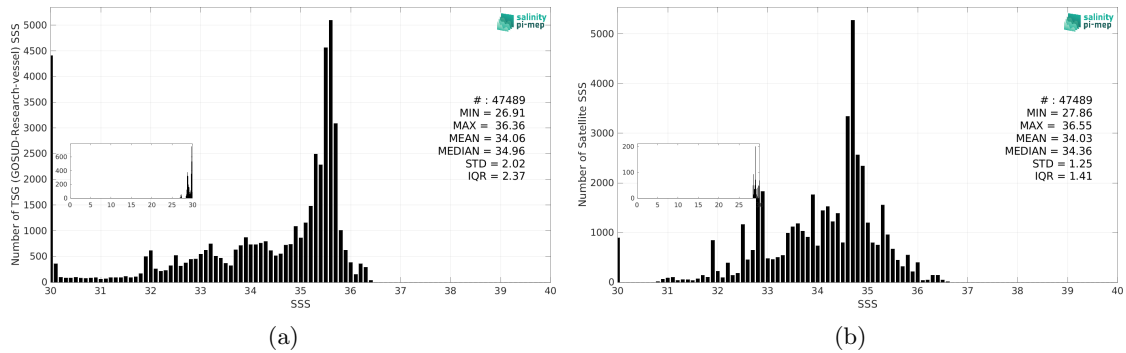 Number of TSG (GOSUD-Research-vessel) SSS
5000
4500
4000
3500
3000
2500
2000
1500
1000
500
0
30 31 32 33 34 35 36 37 38 39 40
SSS
salinity
pi-mep
# : 47489
MIN = 26.91
MAX = 36.36
MEAN = 34.06
MEDIAN = 34.96
STD = 2.02
IQR = 2.37
600
400
200
0
0 5 10 15 20 25 30
(a)
Number of Satellite SSS
5000
4000
3000
2000
1000
0
30 31 32 33 34 35 36 37 38 39 40
SSS
salinity
pi-mep
# : 47489
MIN = 27.86
MAX = 36.55
MEAN = 34.03
MEDIAN = 34.36
STD = 1.25
IQR = 1.41
200
100
0
0 5 10 15 20 25
(b)